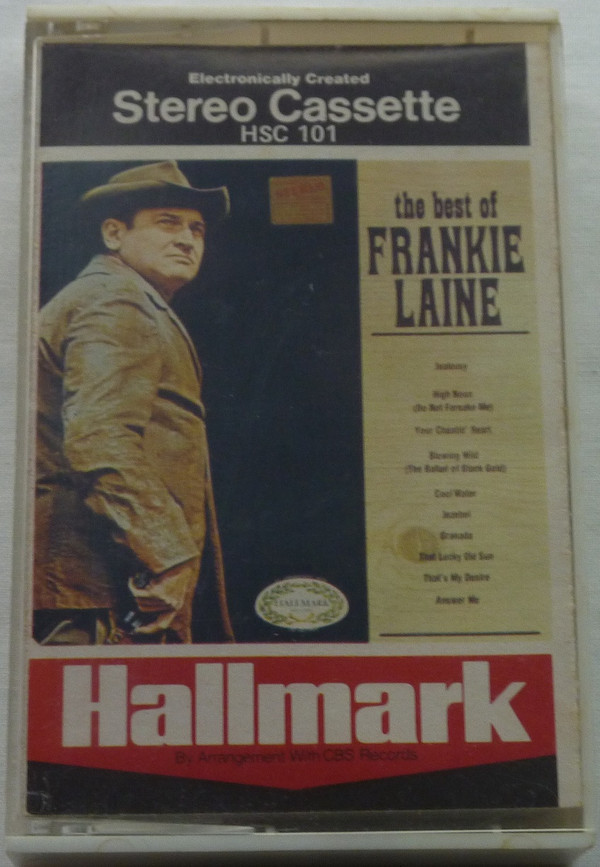 Electronically Created
Stereo Cassette
HSC 101
the best of
FRANKIE
LAINE
Jealousy
High Noon
(Do Not Forsake Me)
Your Cheatin' Heart
Blowing Wild
(The Ballad of Black Gold)
Cool Water
Jezebel
Granada
That Lucky Old Sun
That's My Desire
Answer Me
HALLMARK
Hallmark
By Arrangement With CBS Records